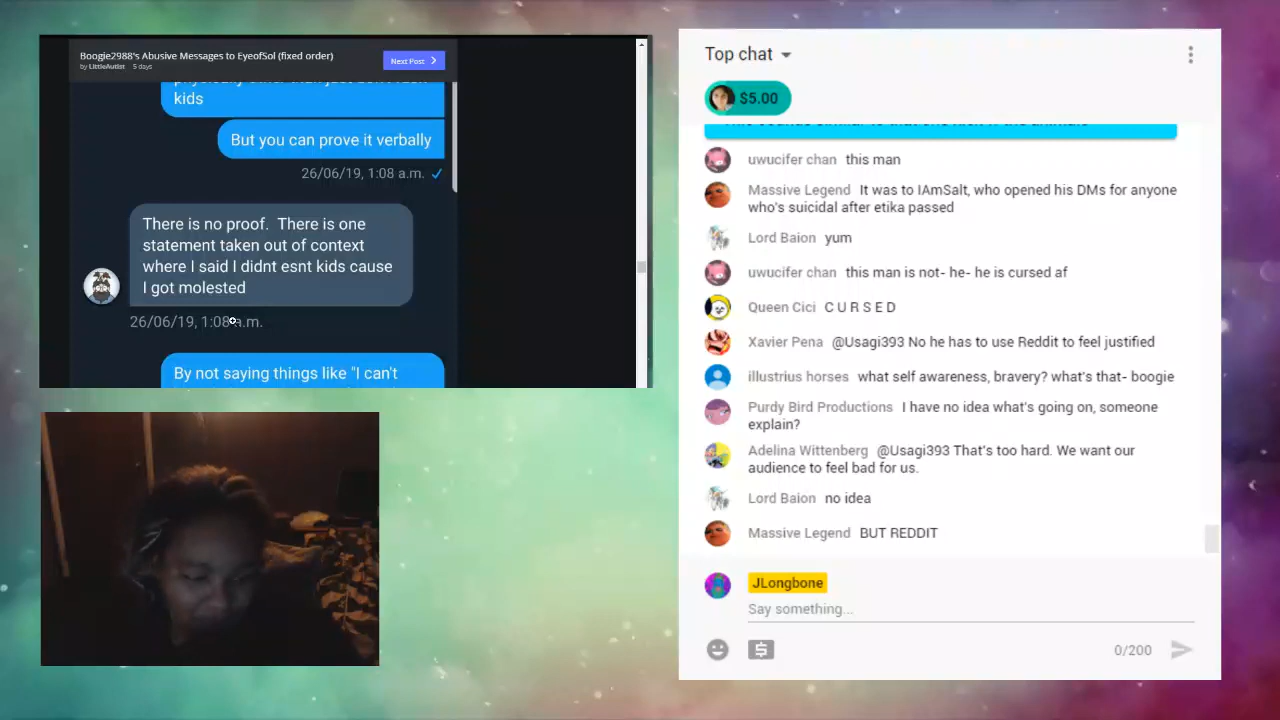 Boogie2988's Abusive Messages to EyeofSol (fixed order)
by LittleAutist 5 days
Next Post
kids
But you can prove it verbally
26/06/19, 1:08 a.m.
There is no proof. There is one
statement taken out of context
where I said I didnt esnt kids cause
I got molested
26/06/19, 1:08 a.m.
By not saying things like "I can't
Top chat
$5.00
uwucifer chan this man
Massive Legend It was to IAmSalt, who opened his DMs for anyone
who's suicidal after etika passed
Lord Baion yum
uwucifer chan this man is not- he- he is cursed af
Queen Cici C U R S E D
Xavier Pena @Usagi393 No he has to use Reddit to feel justified
illustrius horses what self awareness, bravery? what's that- boogie
Purdy Bird Productions I have no idea what's going on, someone
explain?
Adelina Wittenberg @Usagi393 That's too hard. We want our
audience to feel bad for us.
Lord Baion no idea
Massive Legend BUT REDDIT
JLongbone
Say something...
0/200